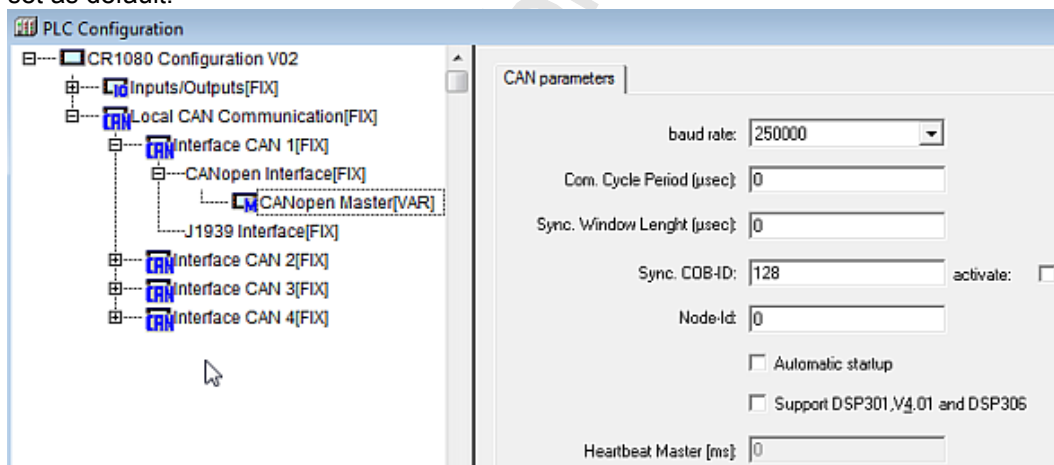 set as default.
PLC Configuration
CR1080 Configuration V02
Inputs/Outputs[FIX]
Local CAN Communication[FIX]
Interface CAN 1[FIX]
CANopen Interface[FIX]
CANopen Master[VAR]
J1939 Interface[FIX]
Interface CAN 2[FIX]
Interface CAN 3[FIX]
Interface CAN 4[FIX]
CAN parameters
baud rate: 250000
Com. Cycle Period (µsec): 0
Sync. Window Lenght (µsec): 0
Sync. COB-ID: 128 activate:
Node-Id: 0
Automatic startup
Support DSP301,V4.01 and DSP306
Heartbeat Master [ms]: 0